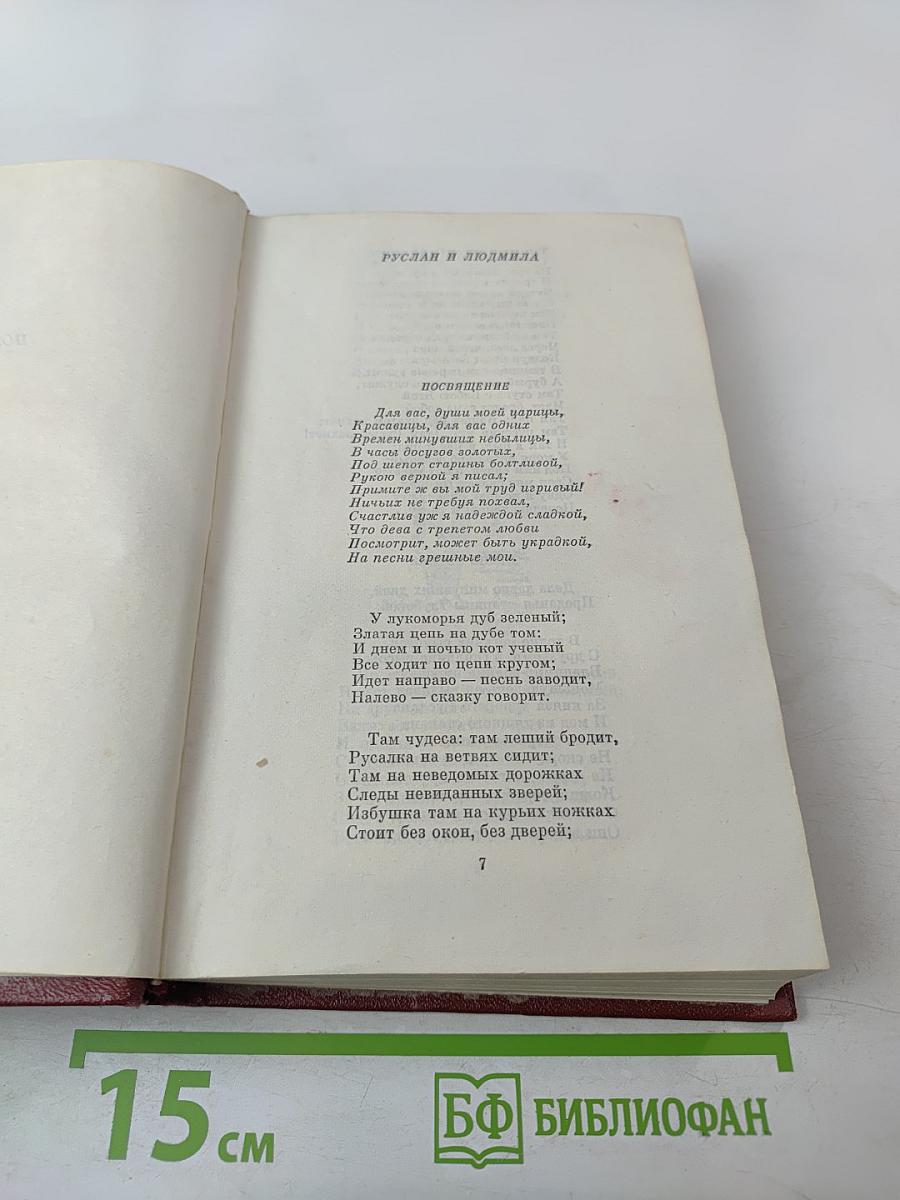 РУСЛАН И ЛЮДМИЛА
ПОСВЯЩЕНИЕ
Для вас, души моей царицы,
Красавицы, для вас одних
Времен минувших небылицы,
В часы досугов золотых,
Под шепот старины болтливой,
Рукою верной я писал;
Примите ж вы мой труд игривый!
Ничьих не требуя похвал,
Счастлив уж я надеждой сладкой,
Что дева с трепетом любви
Посмотрит, может быть украдкой,
На песни грешные мои.
У лукоморья дуб зеленый;
Златая цепь на дубе том:
И днем и ночью кот ученый
Все ходит по цепи кругом;
Идет направо — песнь заводит,
Налево — сказку говорит.
Там чудеса: там леший бродит,
Русалка на ветвях сидит;
Там на неведомых дорожках
Следы невиданных зверей;
Избушка там на курьих ножках
Стоит без окон, без дверей;
7
15 см
БФ БИБЛИОФАН